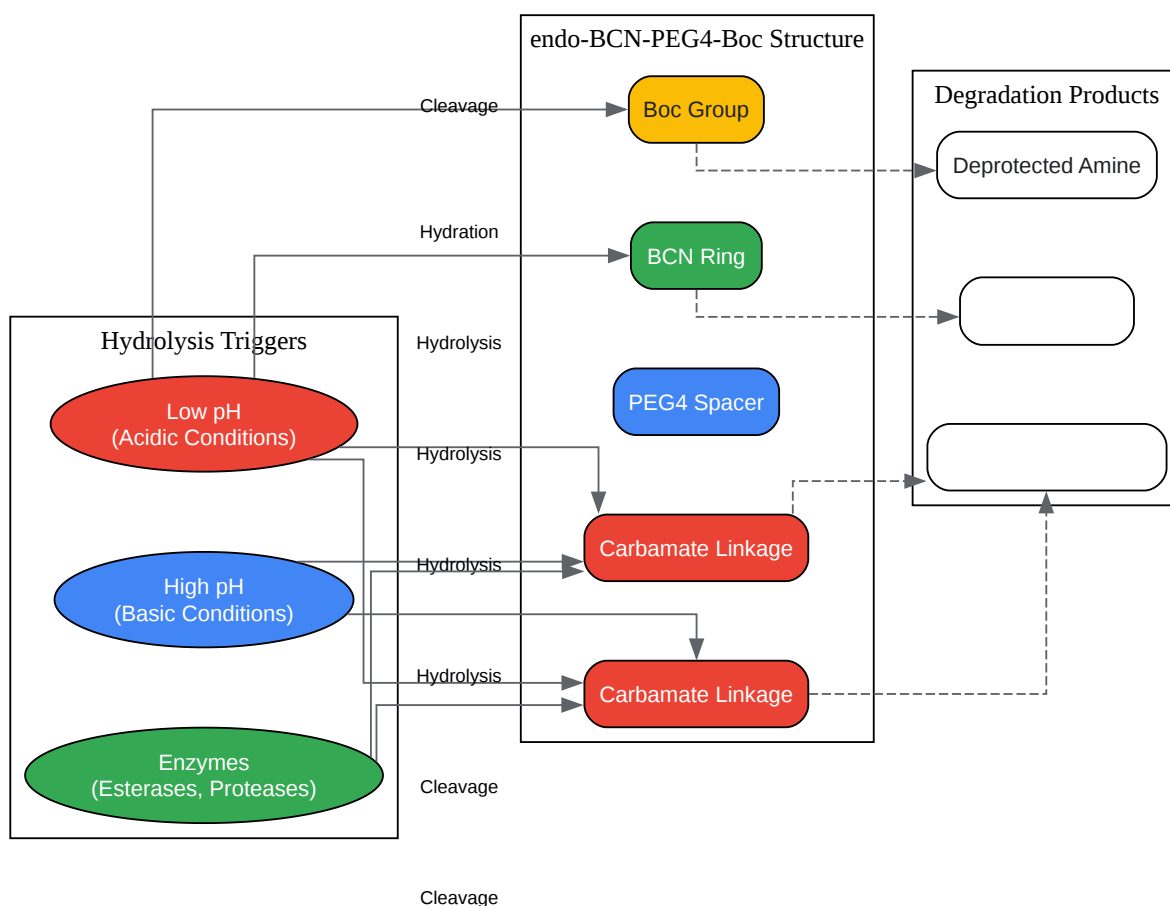 endo-BCN-PEG4-Boc Structure
Degradation Products
Cleavage
Boc Group
Deprotected Amine
Hydration
BCN Ring
Hydrolysis Triggers
Hydrolysis
Low pH
(Acidic Conditions)
PEG4 Spacer
Hydrolysis
Carbamate Linkage
High pH
(Basic Conditions)
Hydrolysis
Hydrolysis
Carbamate Linkage
Enzymes
(Esterases, Proteases)
Cleavage
Cleavage